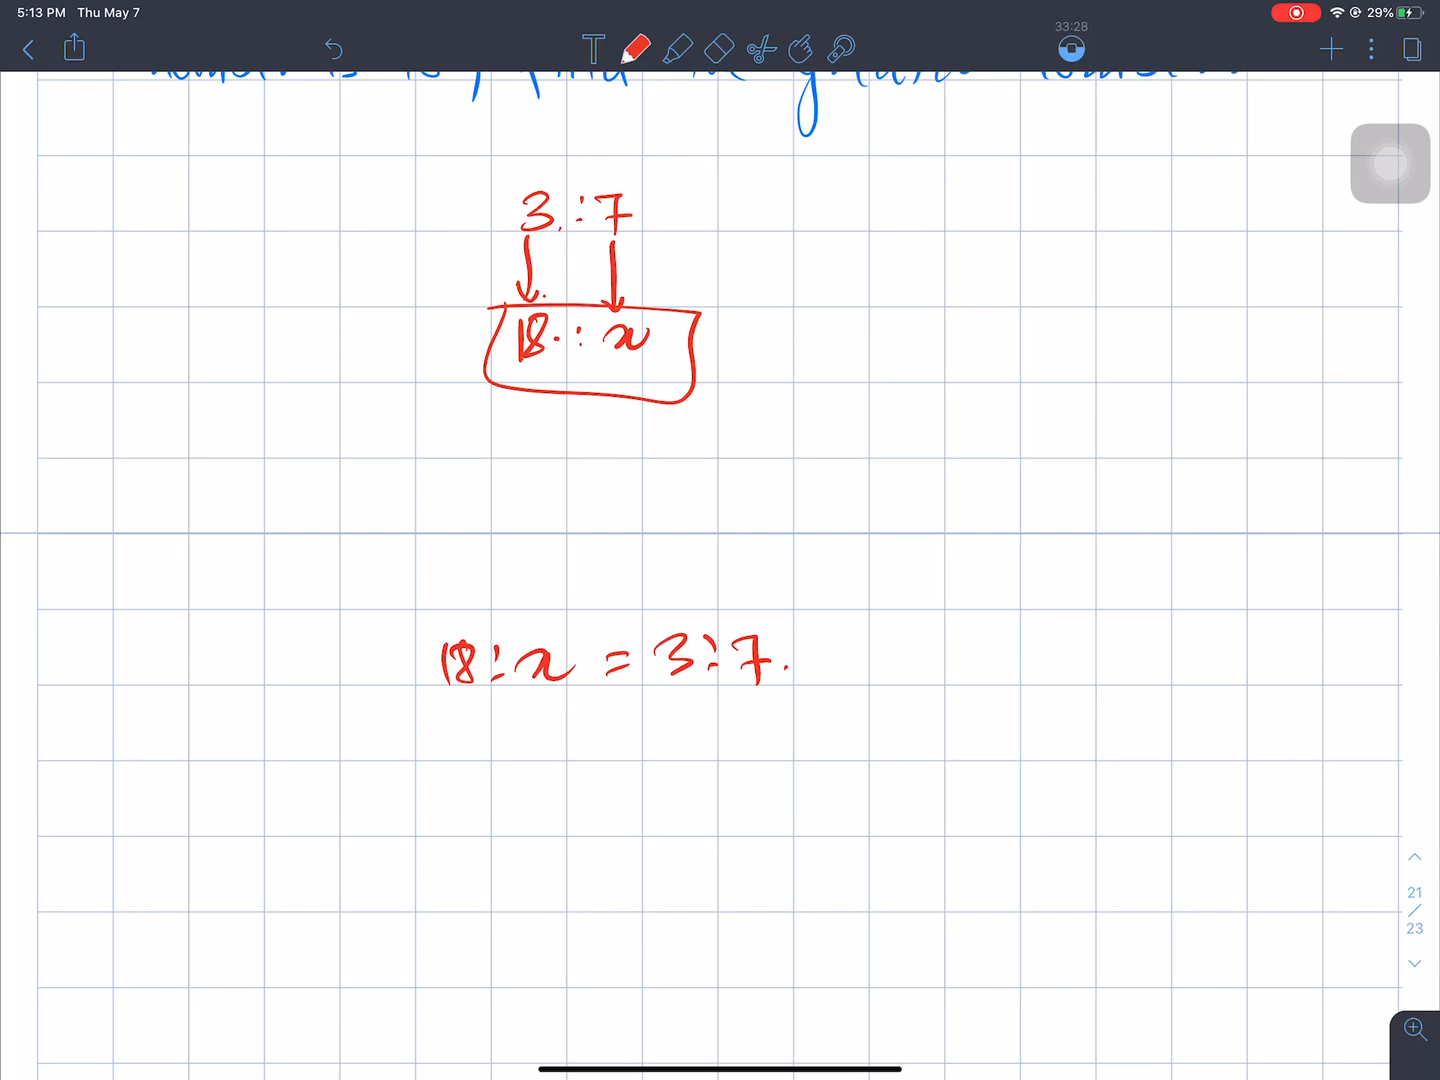 5:13 PM Thu May 7
29%
33:28
T
3 : 7
18 : x
18 : x = 3 : 7.
21
/
23